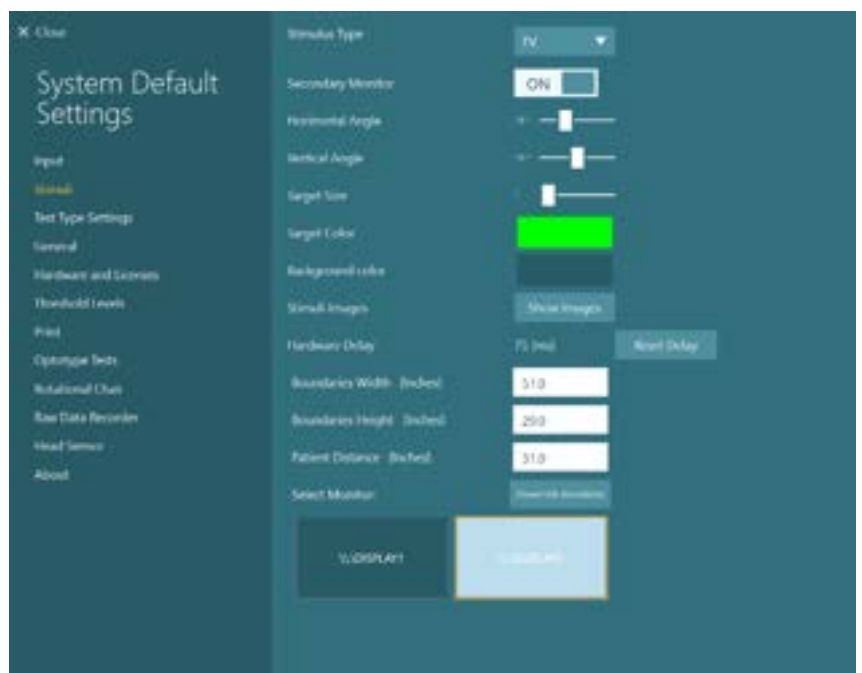 Close
System Default
Settings
Input
Stimuli
Test Type Settings
General
Hardware and Licenses
Threshold Levels
Print
Optotype Tests
Rotational Chair
Raw Data Recorder
Head Sensor
About
Stimulus Type
TV
Secondary Monitor
ON
Horizontal Angle
Vertical Angle
Target Size
Target Color
Background color
Stimuli Images
Show Images
Hardware Delay
75 (ms)
Reset Delay
Boundaries Width (Inches)
51.0
Boundaries Height (Inches)
29.0
Patient Distance (Inches)
Select Monitor